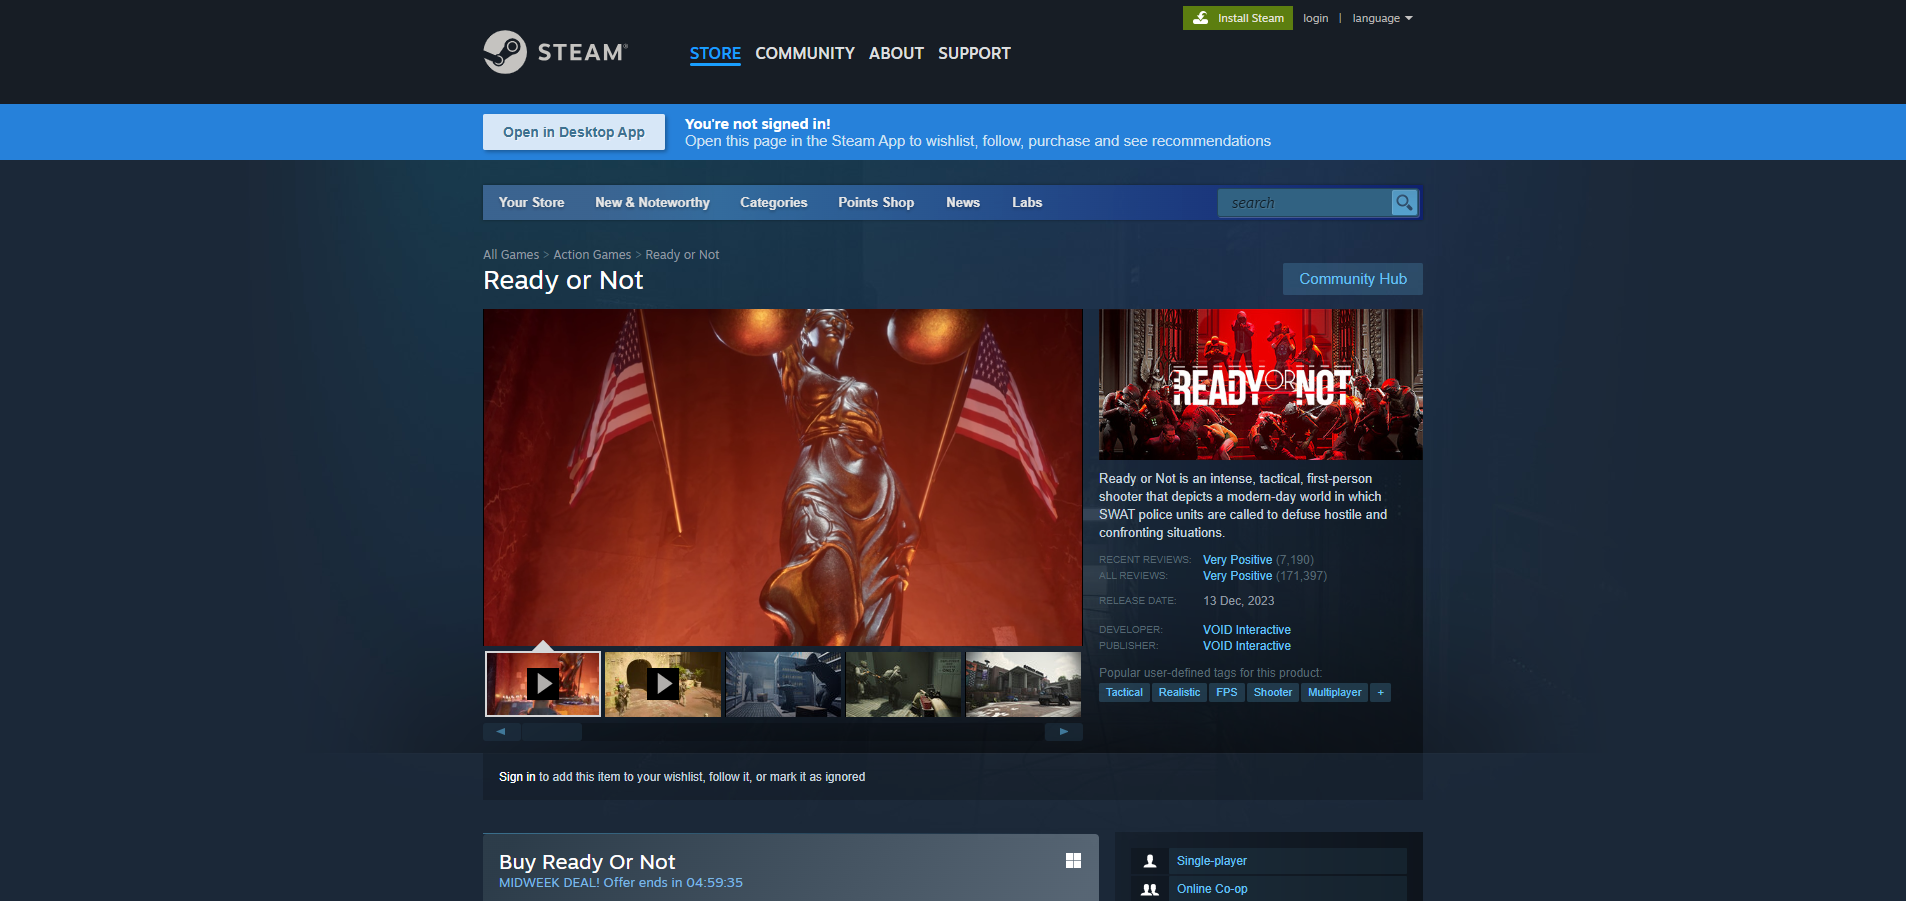 Install Steam
login | language
STEAM®
STORE COMMUNITY ABOUT SUPPORT
Open in Desktop App
You're not signed in!
Open this page in the Steam App to wishlist, follow, purchase and see recommendations
Your Store New & Noteworthy Categories Points Shop News Labs
search
All Games > Action Games > Ready or Not
Ready or Not
Community Hub
READY OR NOT
Ready or Not is an intense, tactical, first-person
shooter that depicts a modern-day world in which
SWAT police units are called to defuse hostile and
confronting situations.
RECENT REVIEWS: Very Positive (7,190)
ALL REVIEWS: Very Positive (171,397)
RELEASE DATE: 13 Dec, 2023
DEVELOPER: VOID Interactive
PUBLISHER: VOID Interactive
Popular user-defined tags for this product:
Tactical Realistic FPS Shooter Multiplayer +
Sign in to add this item to your wishlist, follow it, or mark it as ignored
Buy Ready Or Not
MIDWEEK DEAL! Offer ends in 04:59:35
Single-player
Online Co-op